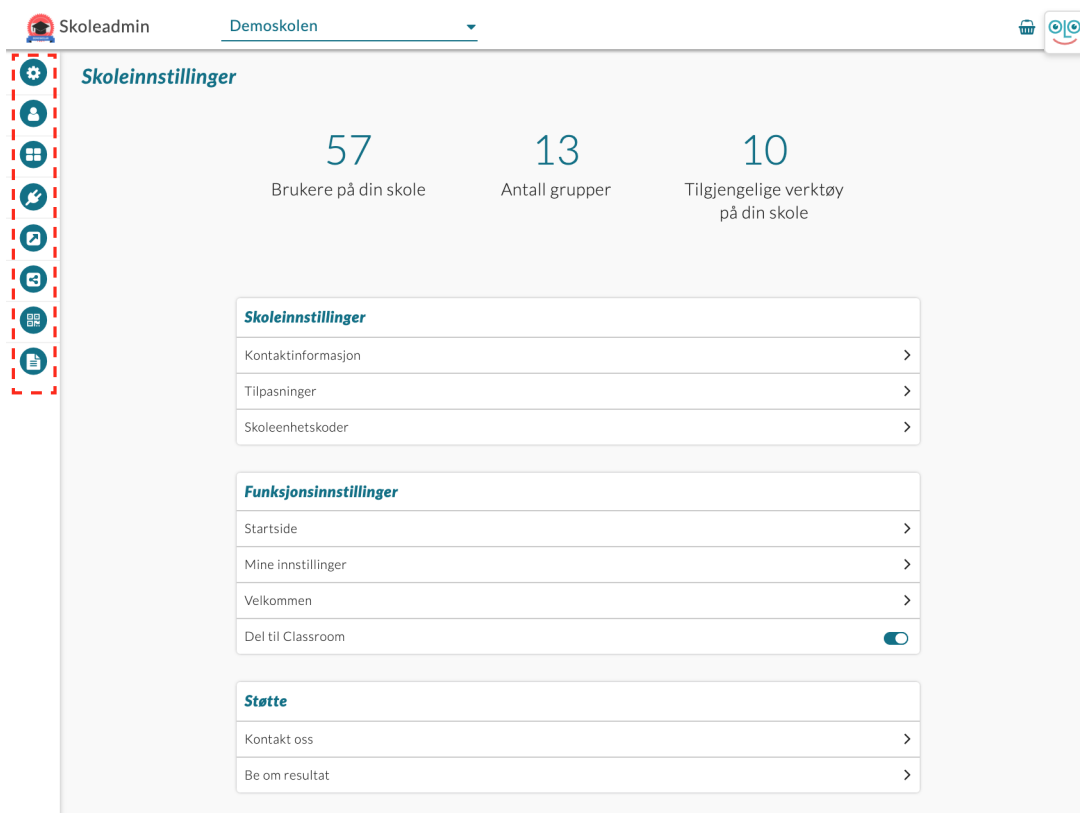 Skoleadmin
Demoskolen
Skoleinnstillinger
57
13
10
Brukere på din skole
Antall grupper
Tilgjengelige verktøy
på din skole
Skoleinnstillinger
Kontaktinformasjon
Tilpasninger
Skoleenhetskoder
Funksjonsinnstillinger
Startside
Mine innstillinger
Velkommen
Del til Classroom
Støtte
Kontakt oss
Be om resultat